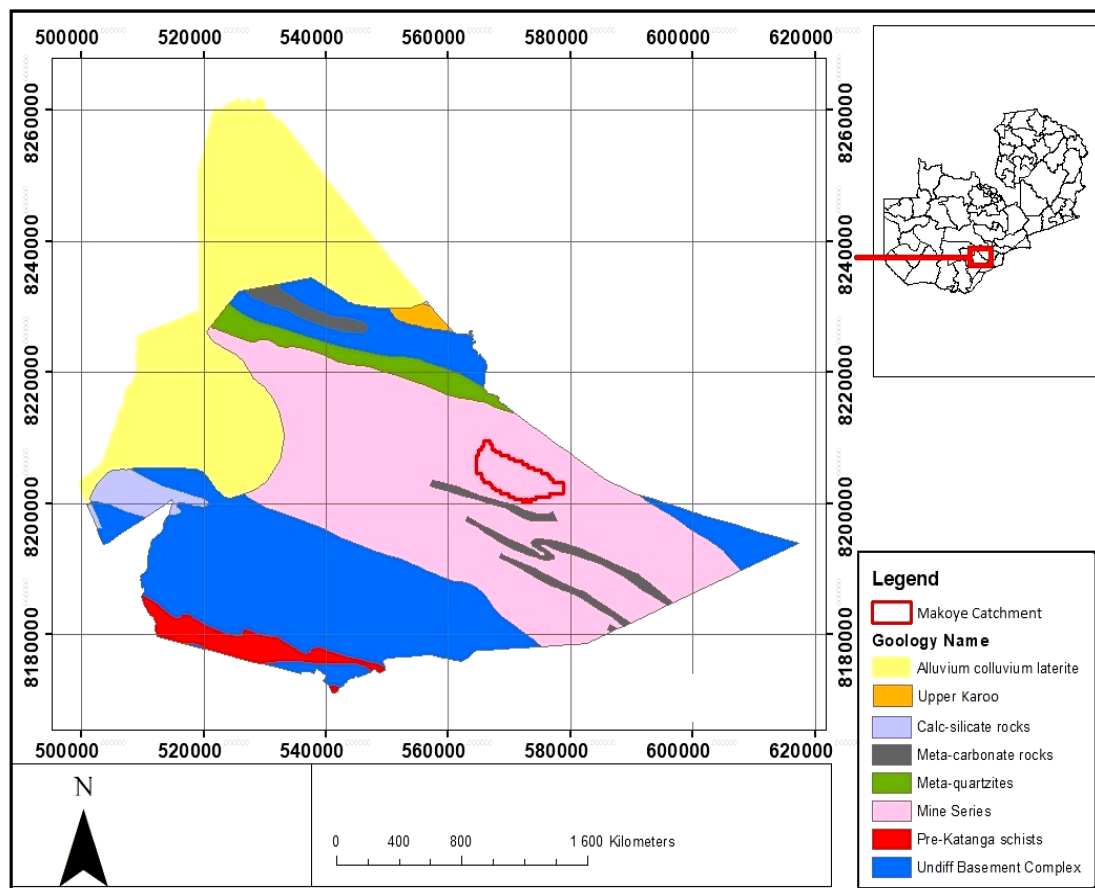 500000 520000 540000 560000 580000 600000 620000
8260000 8260000
8240000 8240000
8220000 8220000
8200000 8200000
8180000 8180000
500000 520000 540000 560000 580000 600000 620000
N
0 400 800 1 600 Kilometers
Legend
Makoye Catchment
Geology Name
Alluvium colluvium laterite
Upper Karoo
Calc-silicate rocks
Meta-carbonate rocks
Meta-quartzites
Mine Series
Pre-Katanga schists
Undiff Basement Complex